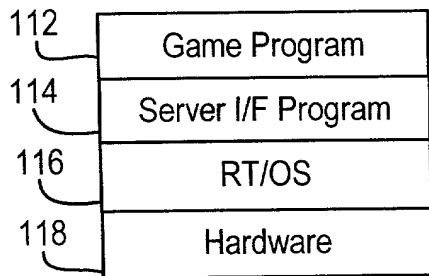 112 Game Program
114 Server I/F Program
116 RT/OS
118 Hardware